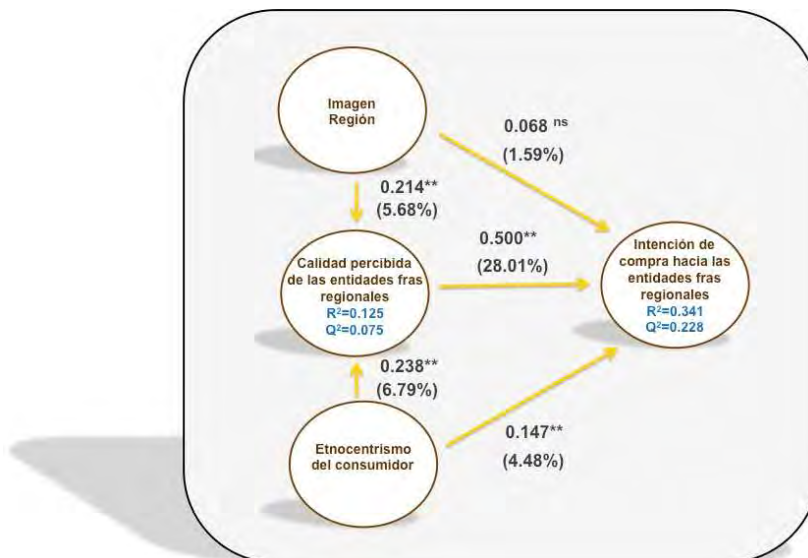 Imagen
Región
0.068 ns
(1.59%)
0.214**
(5.68%)
0.500**
(28.01%)
Calidad percibida
de las entidades fras
regionales
R²=0.125
Q²=0.075
Intención de
compra hacia las
entidades fras
regionales
R²=0.341
Q²=0.228
0.238**
(6.79%)
0.147**
(4.48%)
Etnocentrismo
del consumidor